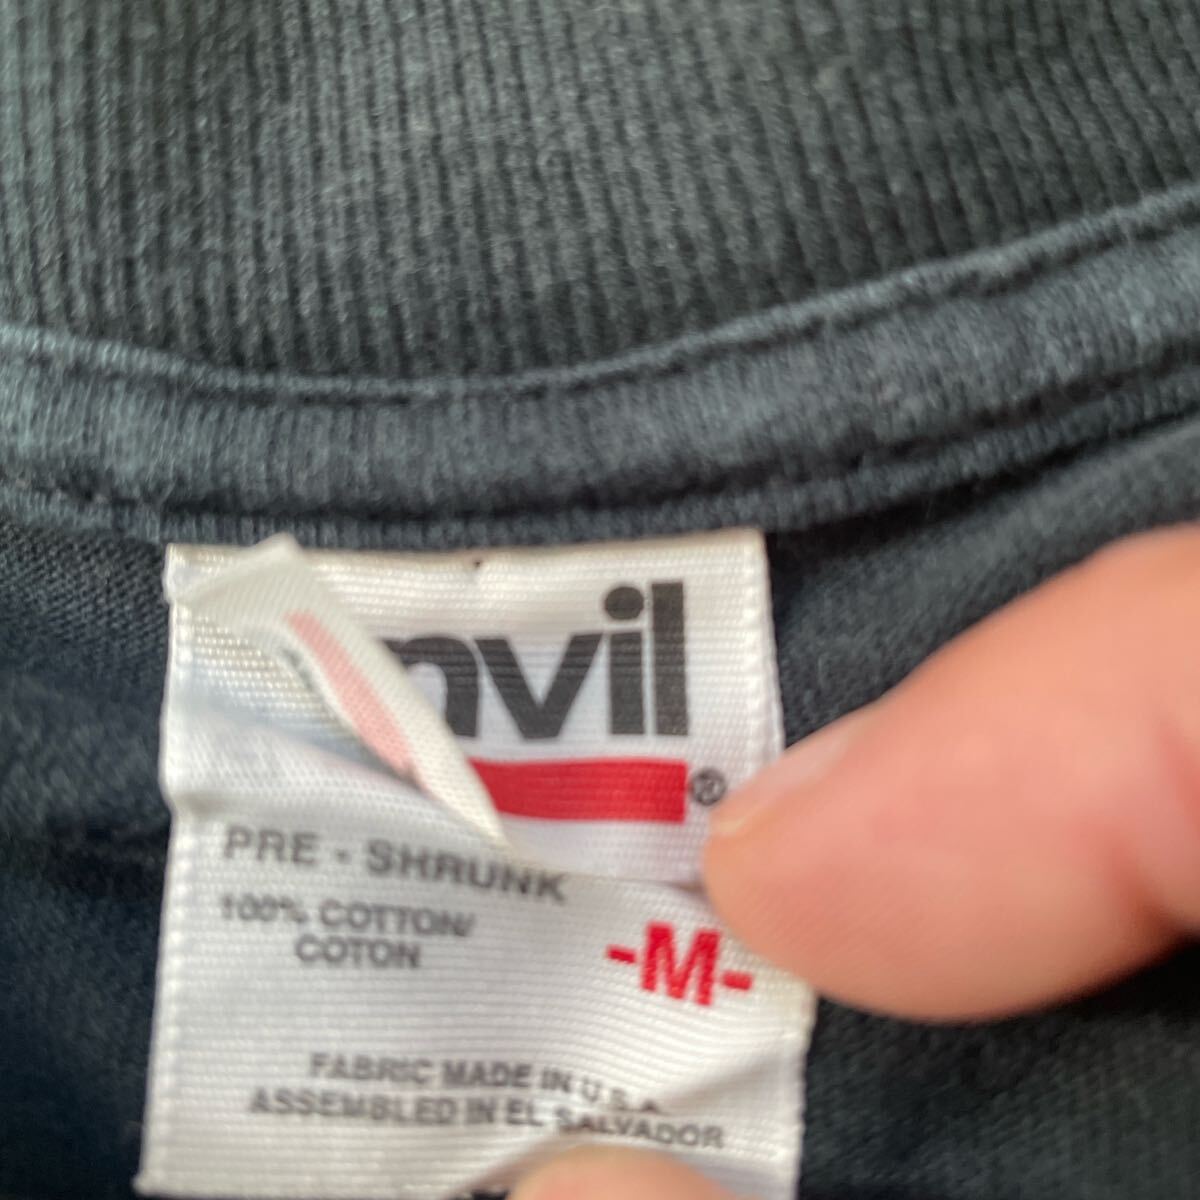 nvil
®
PRE - SHRUNK
100% COTTON/
COTON
-M-
FABRIC MADE IN U.S.A.
ASSEMBLED IN EL SALVADOR